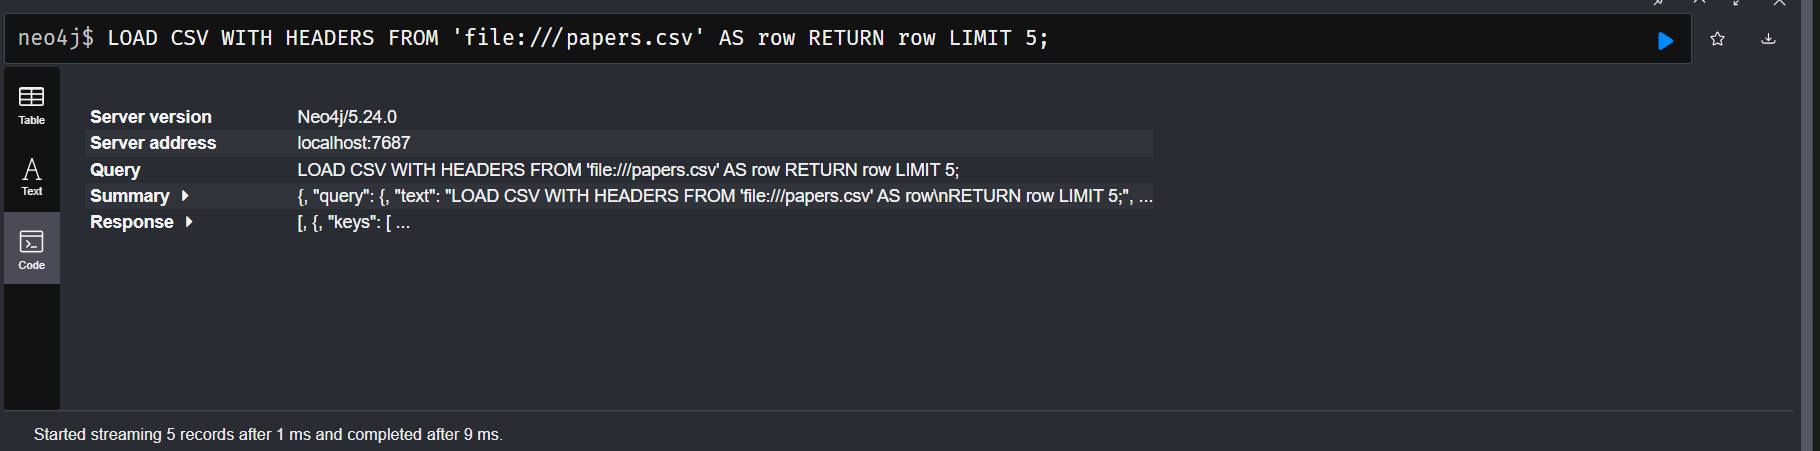 neo4j$ LOAD CSV WITH HEADERS FROM 'file:///papers.csv' AS row RETURN row LIMIT 5;
Table
Text
Code
Server version Neo4j/5.24.0
Server address localhost:7687
Query LOAD CSV WITH HEADERS FROM 'file:///papers.csv' AS row RETURN row LIMIT 5;
Summary {, "query": {, "text": "LOAD CSV WITH HEADERS FROM 'file:///papers.csv' AS row\nRETURN row LIMIT 5;", ...
Response [, {, "keys": [ ...
Started streaming 5 records after 1 ms and completed after 9 ms.